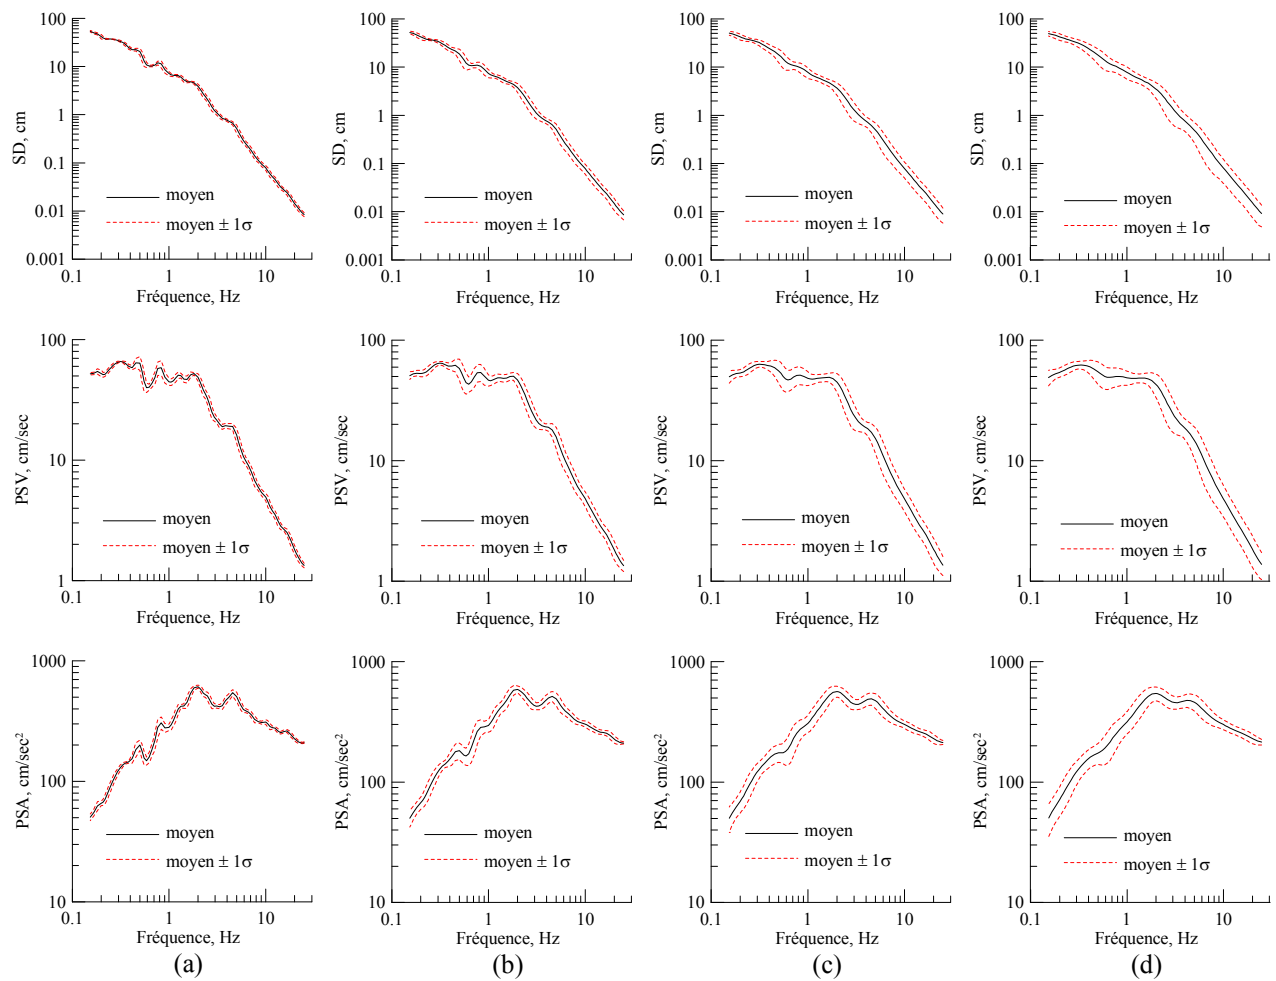 100
10
1
0.1
0.01
0.001
SD, cm
moyen
moyen ± 1σ
0.1
1
10
Fréquence, Hz
100
10
1
0.1
0.01
0.001
SD, cm
moyen
moyen ± 1σ
0.1
1
10
Fréquence, Hz
100
10
1
0.1
0.01
0.001
SD, cm
moyen
moyen ± 1σ
0.1
1
10
Fréquence, Hz
100
10
1
0.1
0.01
0.001
SD, cm
moyen
moyen ± 1σ
0.1
1
10
Fréquence, Hz
100
10
1
PSV, cm/sec
moyen
moyen ± 1σ
0.1
1
10
Fréquence, Hz
100
10
1
PSV, cm/sec
moyen
moyen ± 1σ
0.1
1
10
Fréquence, Hz
100
10
1
PSV, cm/sec
moyen
moyen ± 1σ
0.1
1
10
Fréquence, Hz
100
10
1
PSV, cm/sec
moyen
moyen ± 1σ
0.1
1
10
Fréquence, Hz
1000
100
10
PSA, cm/sec²
moyen
moyen ± 1σ
0.1
1
10
Fréquence, Hz
(a)
1000
100
10
PSA, cm/sec²
moyen
moyen ± 1σ
0.1
1
10
Fréquence, Hz
(b)
1000
100
10
PSA, cm/sec²
moyen
moyen ± 1σ
0.1
1
10
Fréquence, Hz
(c)
1000
100
10
PSA, cm/sec²
moyen
moyen ± 1σ
0.1
1
10
Fréquence, Hz
(d)